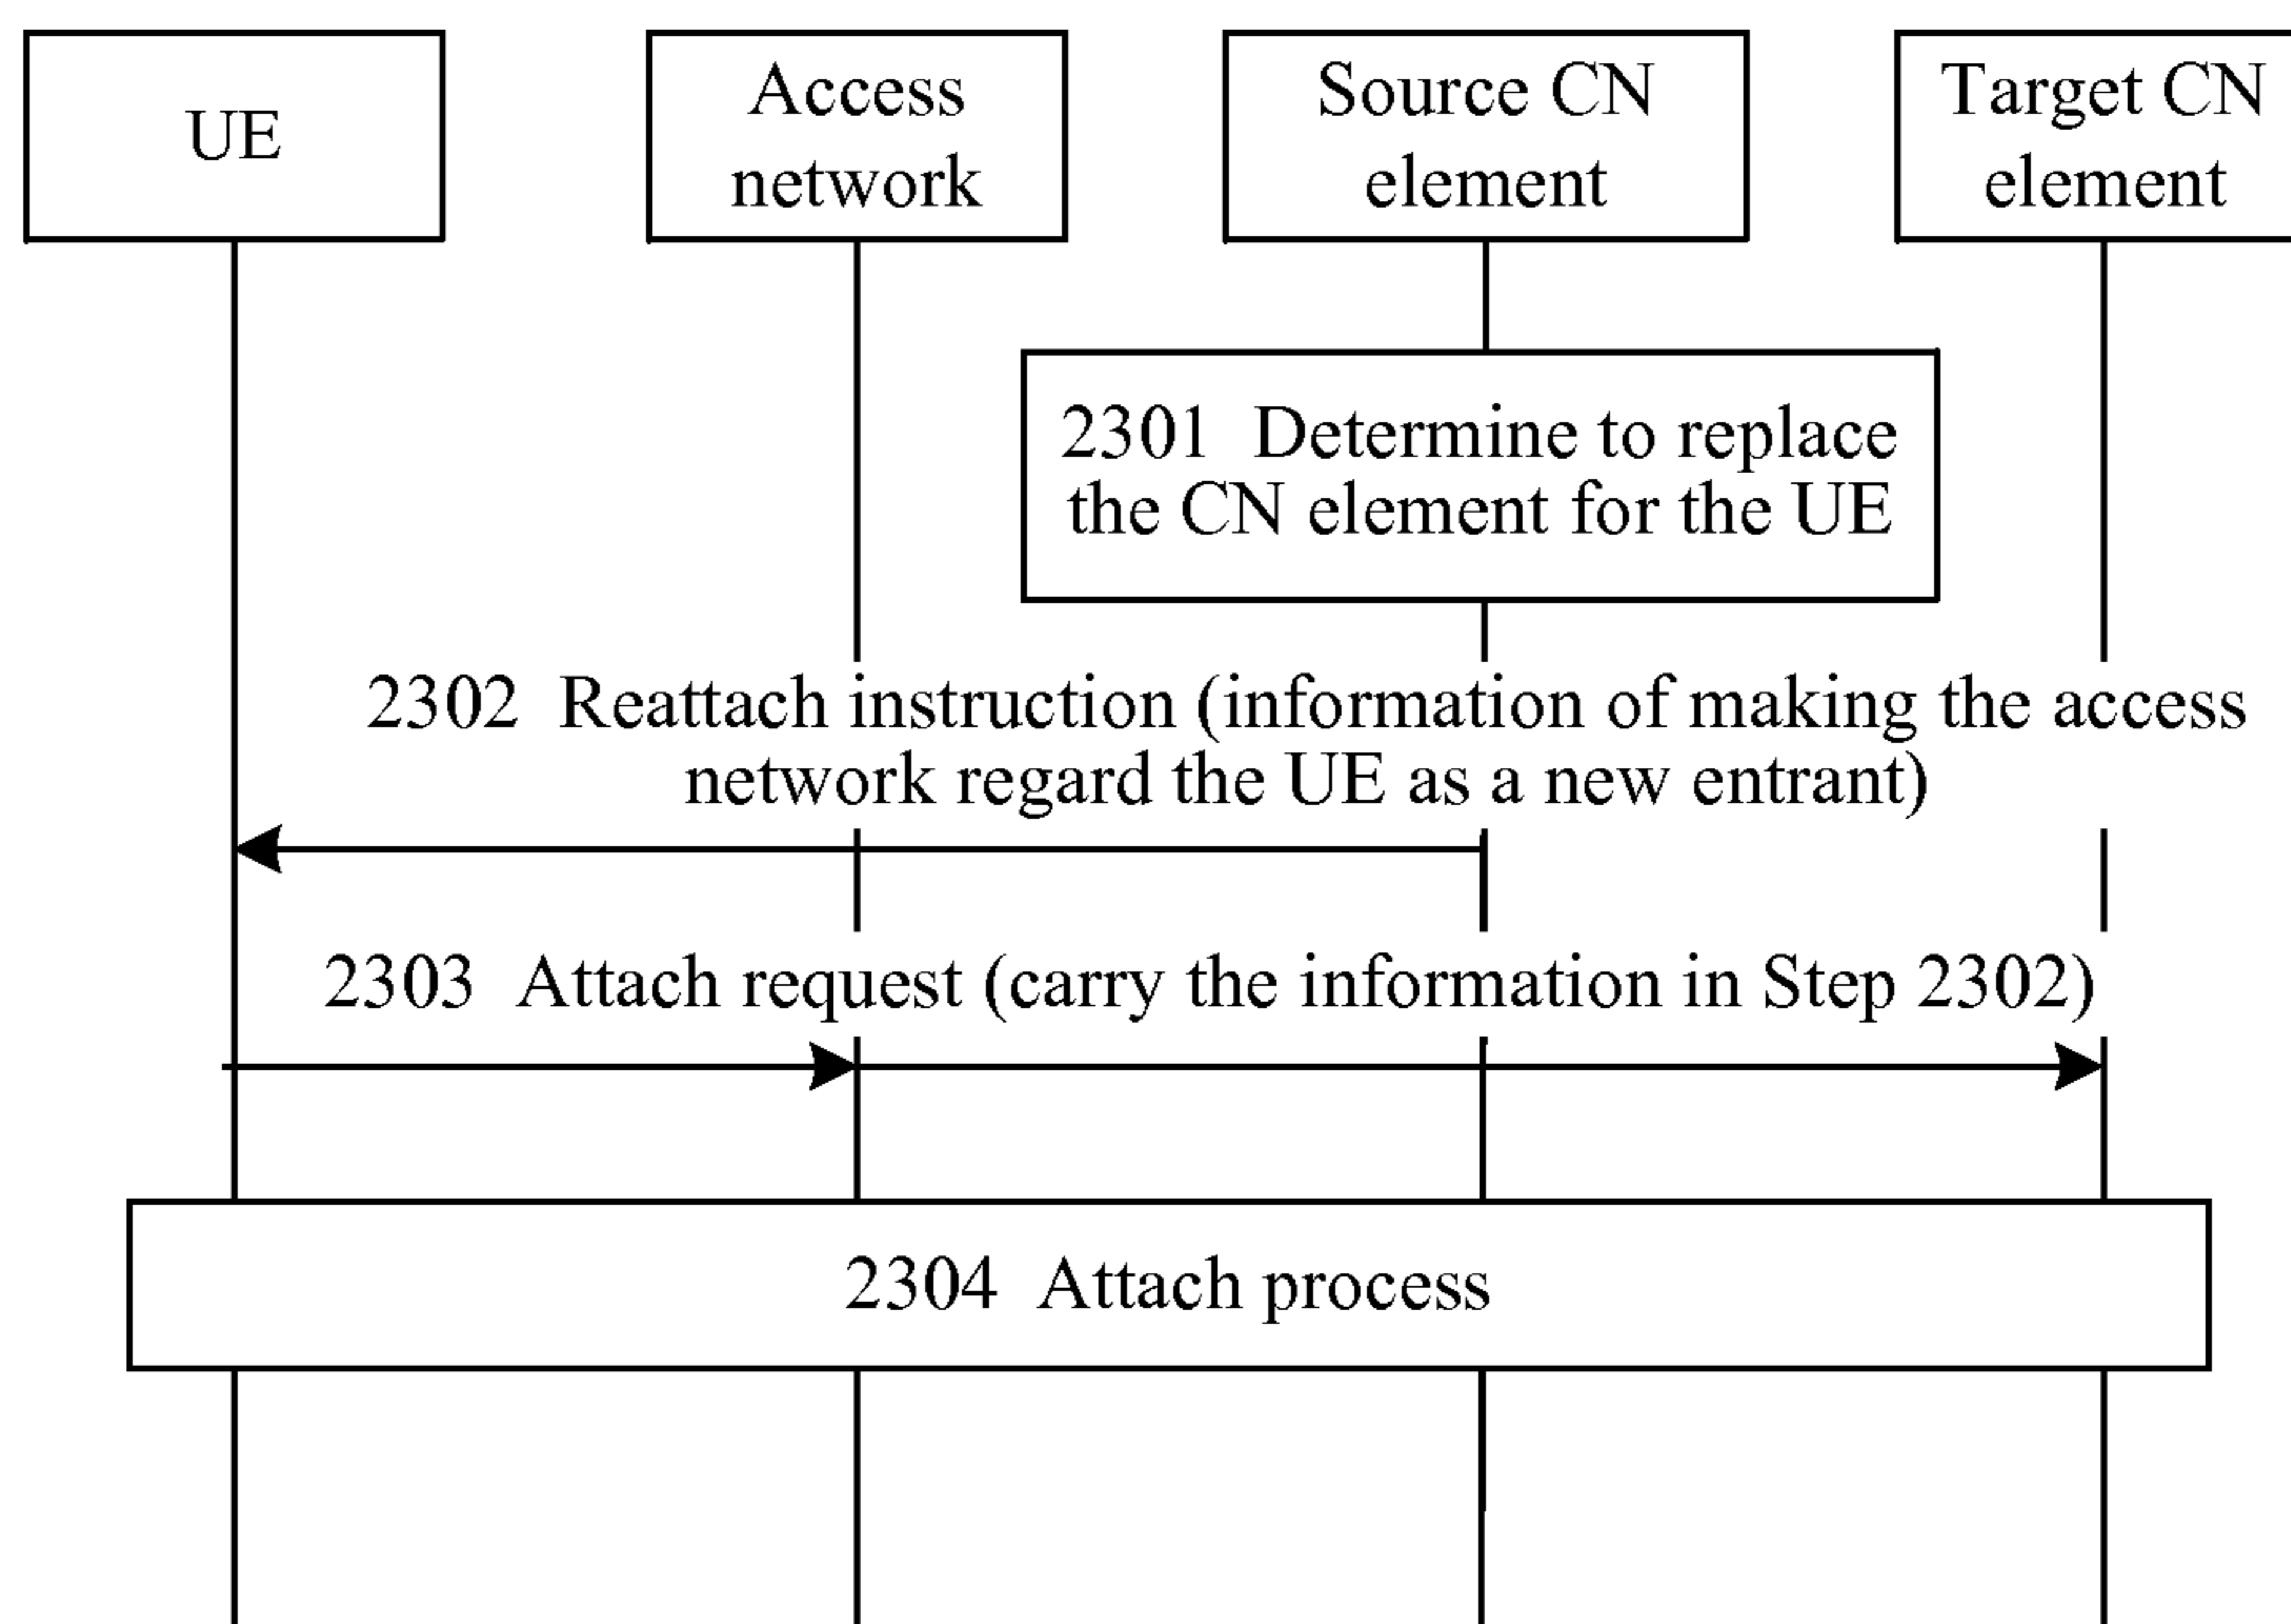 UE
Access
network
Source CN
element
Target CN
element
2301 Determine to replace
the CN element for the UE
2302 Reattach instruction (information of making the access
network regard the UE as a new entrant)
2303 Attach request (carry the information in Step 2302)
2304 Attach process